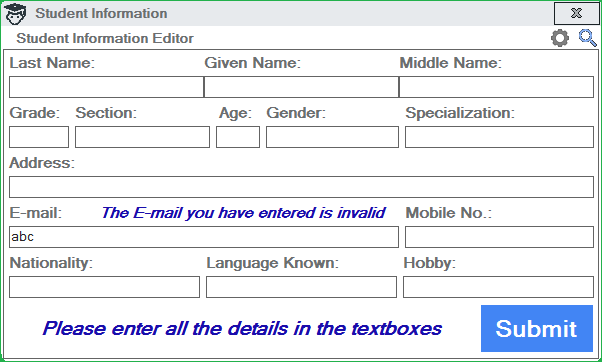 Student Information
x
Student Information Editor
Last Name: Given Name: Middle Name:
Grade: Section: Age: Gender: Specialization:
Address:
E-mail: The E-mail you have entered is invalid Mobile No.:
abc
Nationality: Language Known: Hobby:
Please enter all the details in the textboxes Submit